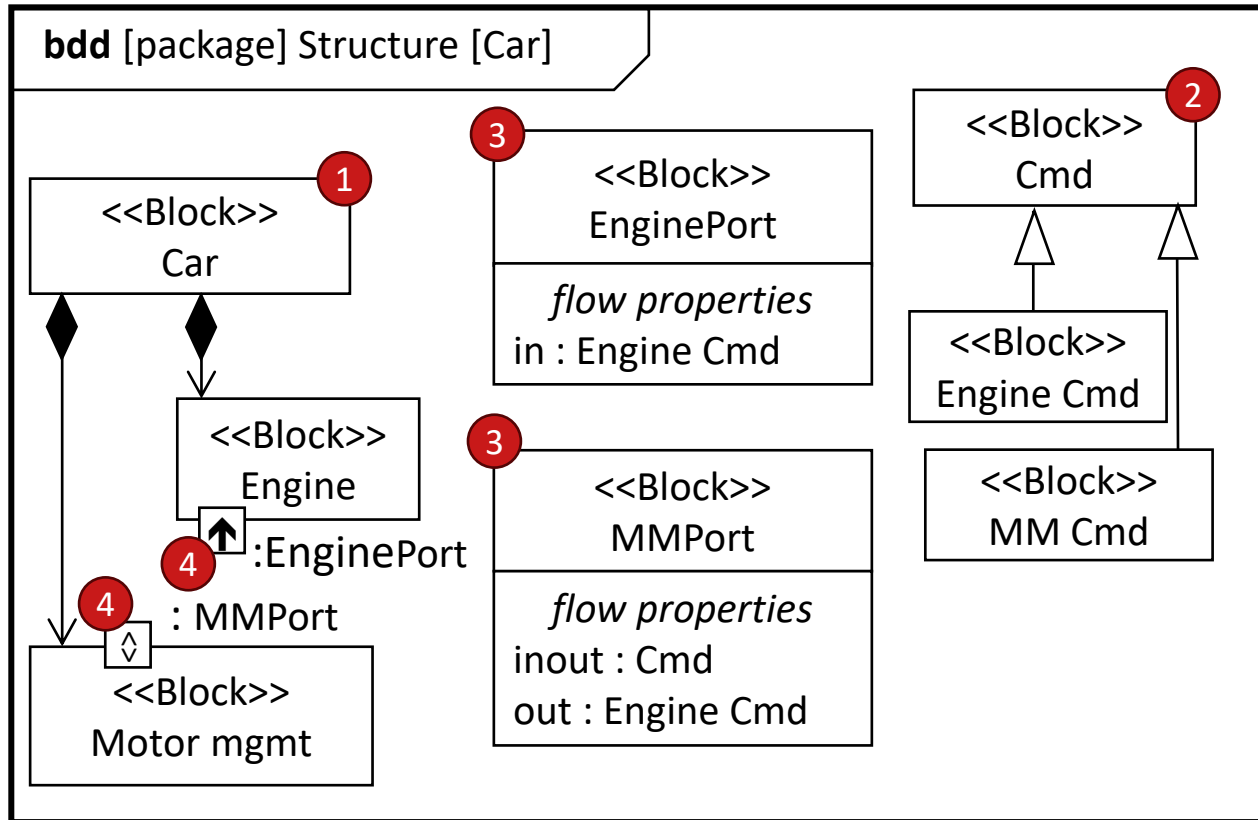 bdd [package] Structure [Car]
1
<<Block>>
Car
<<Block>>
Engine
4
:EnginePort
4
: MMPort
<<Block>>
Motor mgmt
3
<<Block>>
EnginePort
flow properties
in : Engine Cmd
3
<<Block>>
MMPort
flow properties
inout : Cmd
out : Engine Cmd
2
<<Block>>
Cmd
<<Block>>
Engine Cmd
<<Block>>
MM Cmd